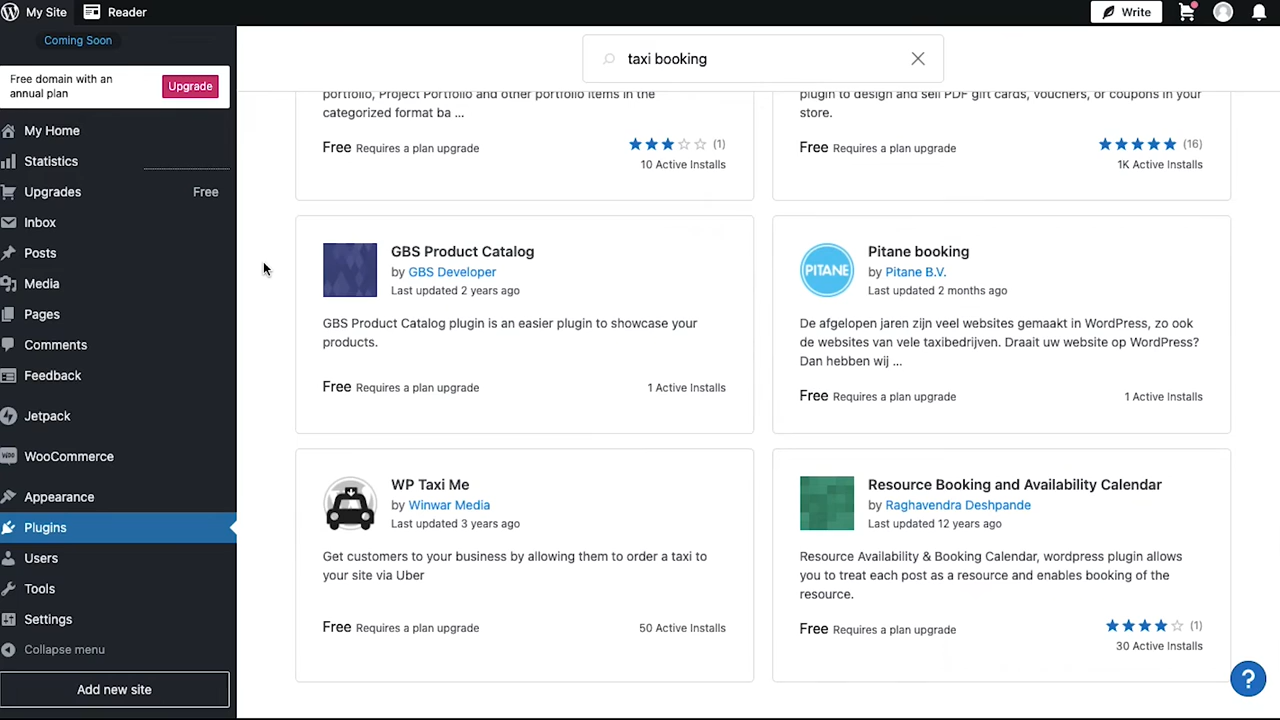 My Site
Reader
Write
Coming Soon
Free domain with an
annual plan
Upgrade
My Home
Statistics
Upgrades
Free
Inbox
Posts
Media
Pages
Comments
Feedback
Jetpack
WooCommerce
Appearance
Plugins
Users
Tools
Settings
Collapse menu
Add new site
taxi booking
portfolio, Project Portfolio and other portfolio items in the
categorized format ba ...
Free Requires a plan upgrade
(1)
10 Active Installs
plugin to design and sell PDF gift cards, vouchers, or coupons in your
store.
Free Requires a plan upgrade
(16)
1K Active Installs
GBS Product Catalog
by GBS Developer
Last updated 2 years ago
GBS Product Catalog plugin is an easier plugin to showcase your
products.
Free Requires a plan upgrade
1 Active Installs
PITANE
Pitane booking
by Pitane B.V.
Last updated 2 months ago
De afgelopen jaren zijn veel websites gemaakt in WordPress, zo ook
de websites van vele taxibedrijven. Draait uw website op WordPress?
Dan hebben wij ...
Free Requires a plan upgrade
1 Active Installs
WP Taxi Me
by Winwar Media
Last updated 3 years ago
Get customers to your business by allowing them to order a taxi to
your site via Uber
Free Requires a plan upgrade
50 Active Installs
Resource Booking and Availability Calendar
by Raghavendra Deshpande
Last updated 12 years ago
Resource Availability & Booking Calendar, wordpress plugin allows
you to treat each post as a resource and enables booking of the
resource.
Free Requires a plan upgrade
(1)
30 Active Installs
?